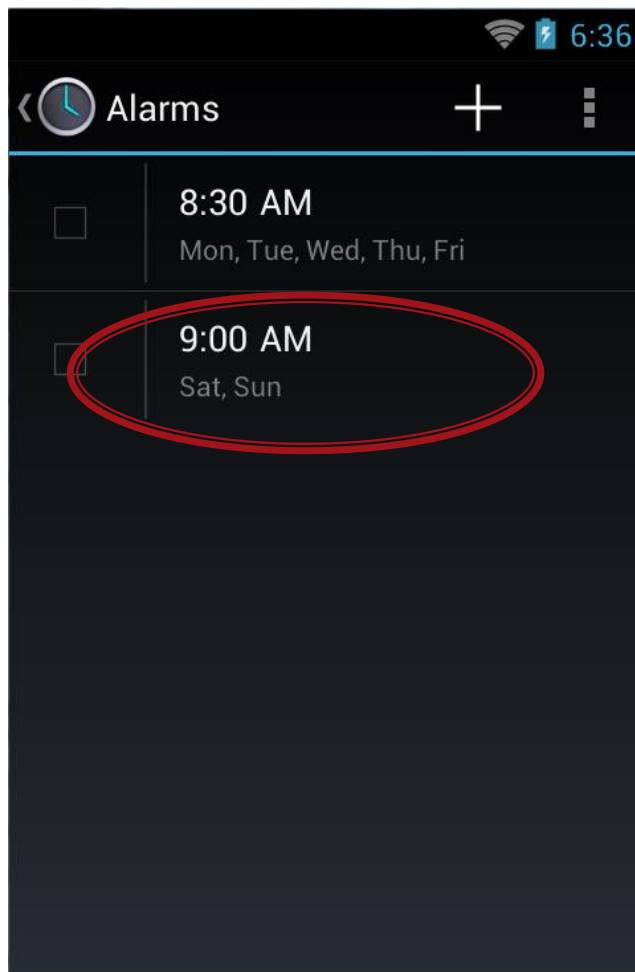 6:36
Alarms
8:30 AM
Mon, Tue, Wed, Thu, Fri
9:00 AM
Sat, Sun